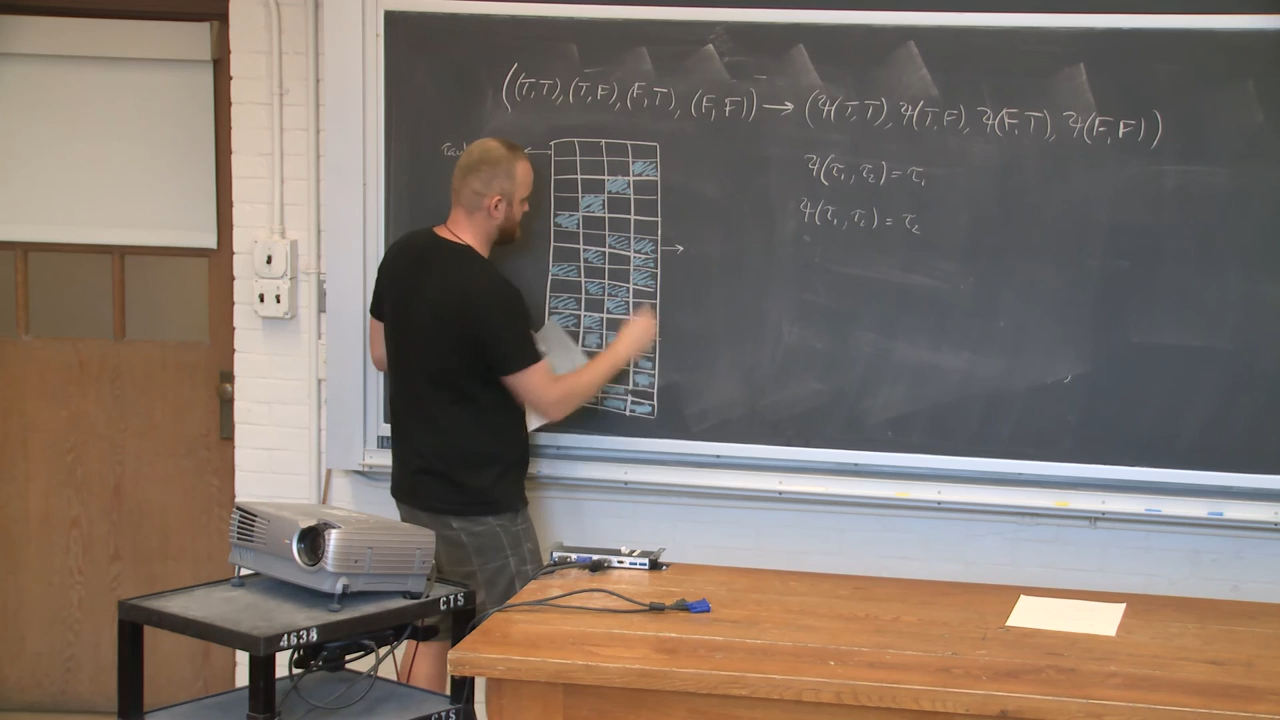 ((T,T),(T,F),(F,T),(F,F)) → (Ψ(T,T),Ψ(T,F),Ψ(F,T),Ψ(F,F))
Ψ(τ₁,τ₂)=τ₁
Ψ(τ₁,τ₂)=τ₂
4638
CTS
CTS